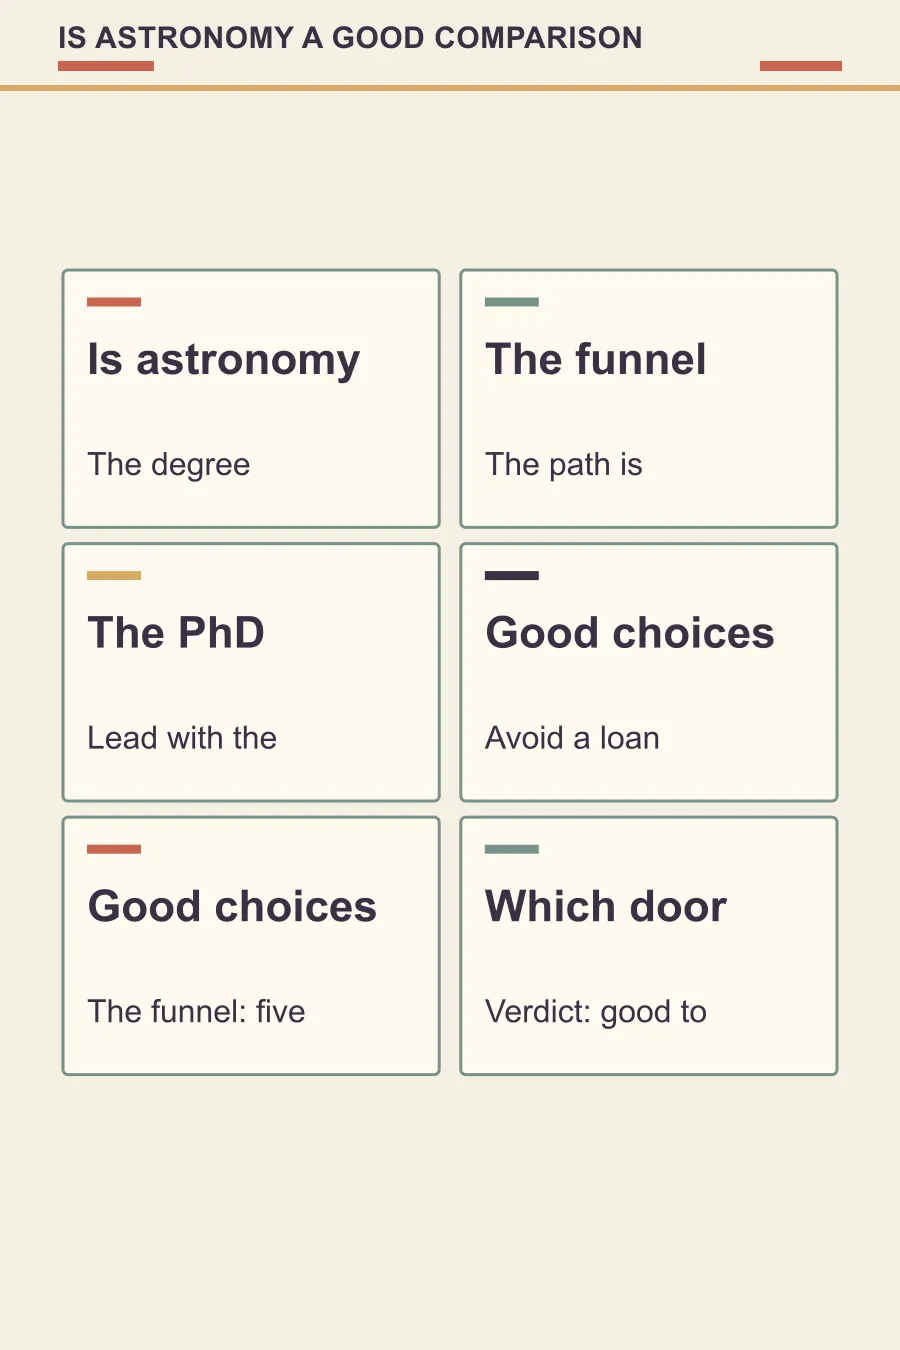 IS ASTRONOMY A GOOD COMPARISON
Is astronomy
The degree
The funnel
The path is
The PhD
Lead with the
Good choices
Avoid a loan
Good choices
The funnel: five
Which door
Verdict: good to